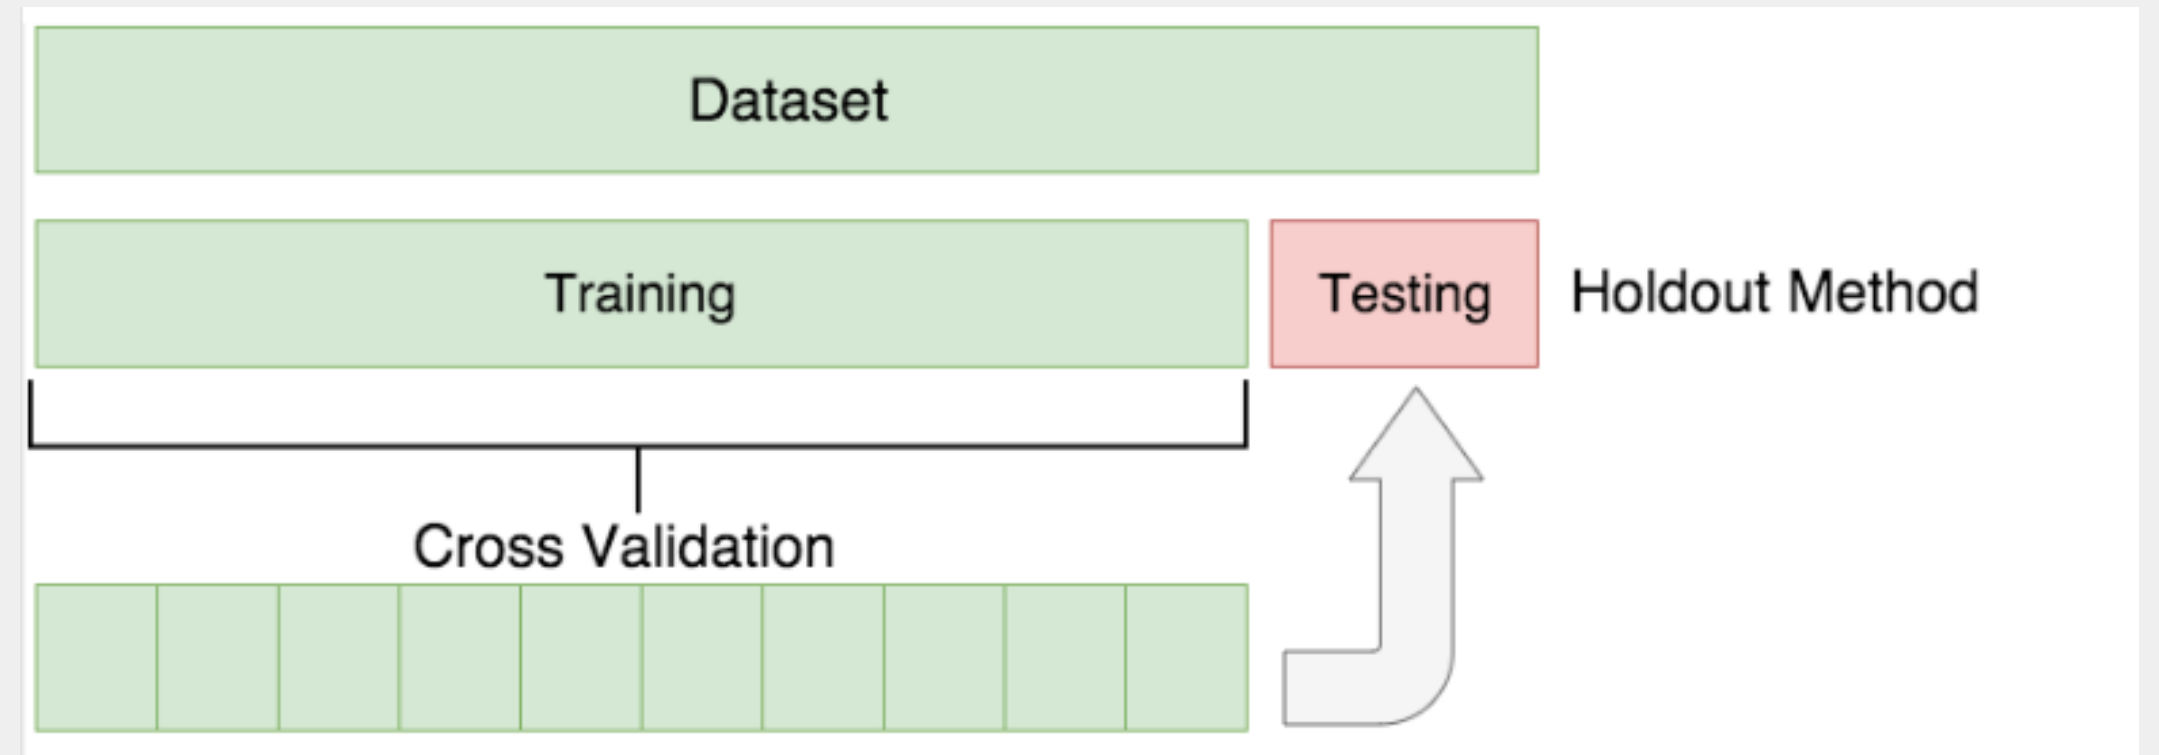 Dataset
Training
Testing
Holdout Method
Cross Validation